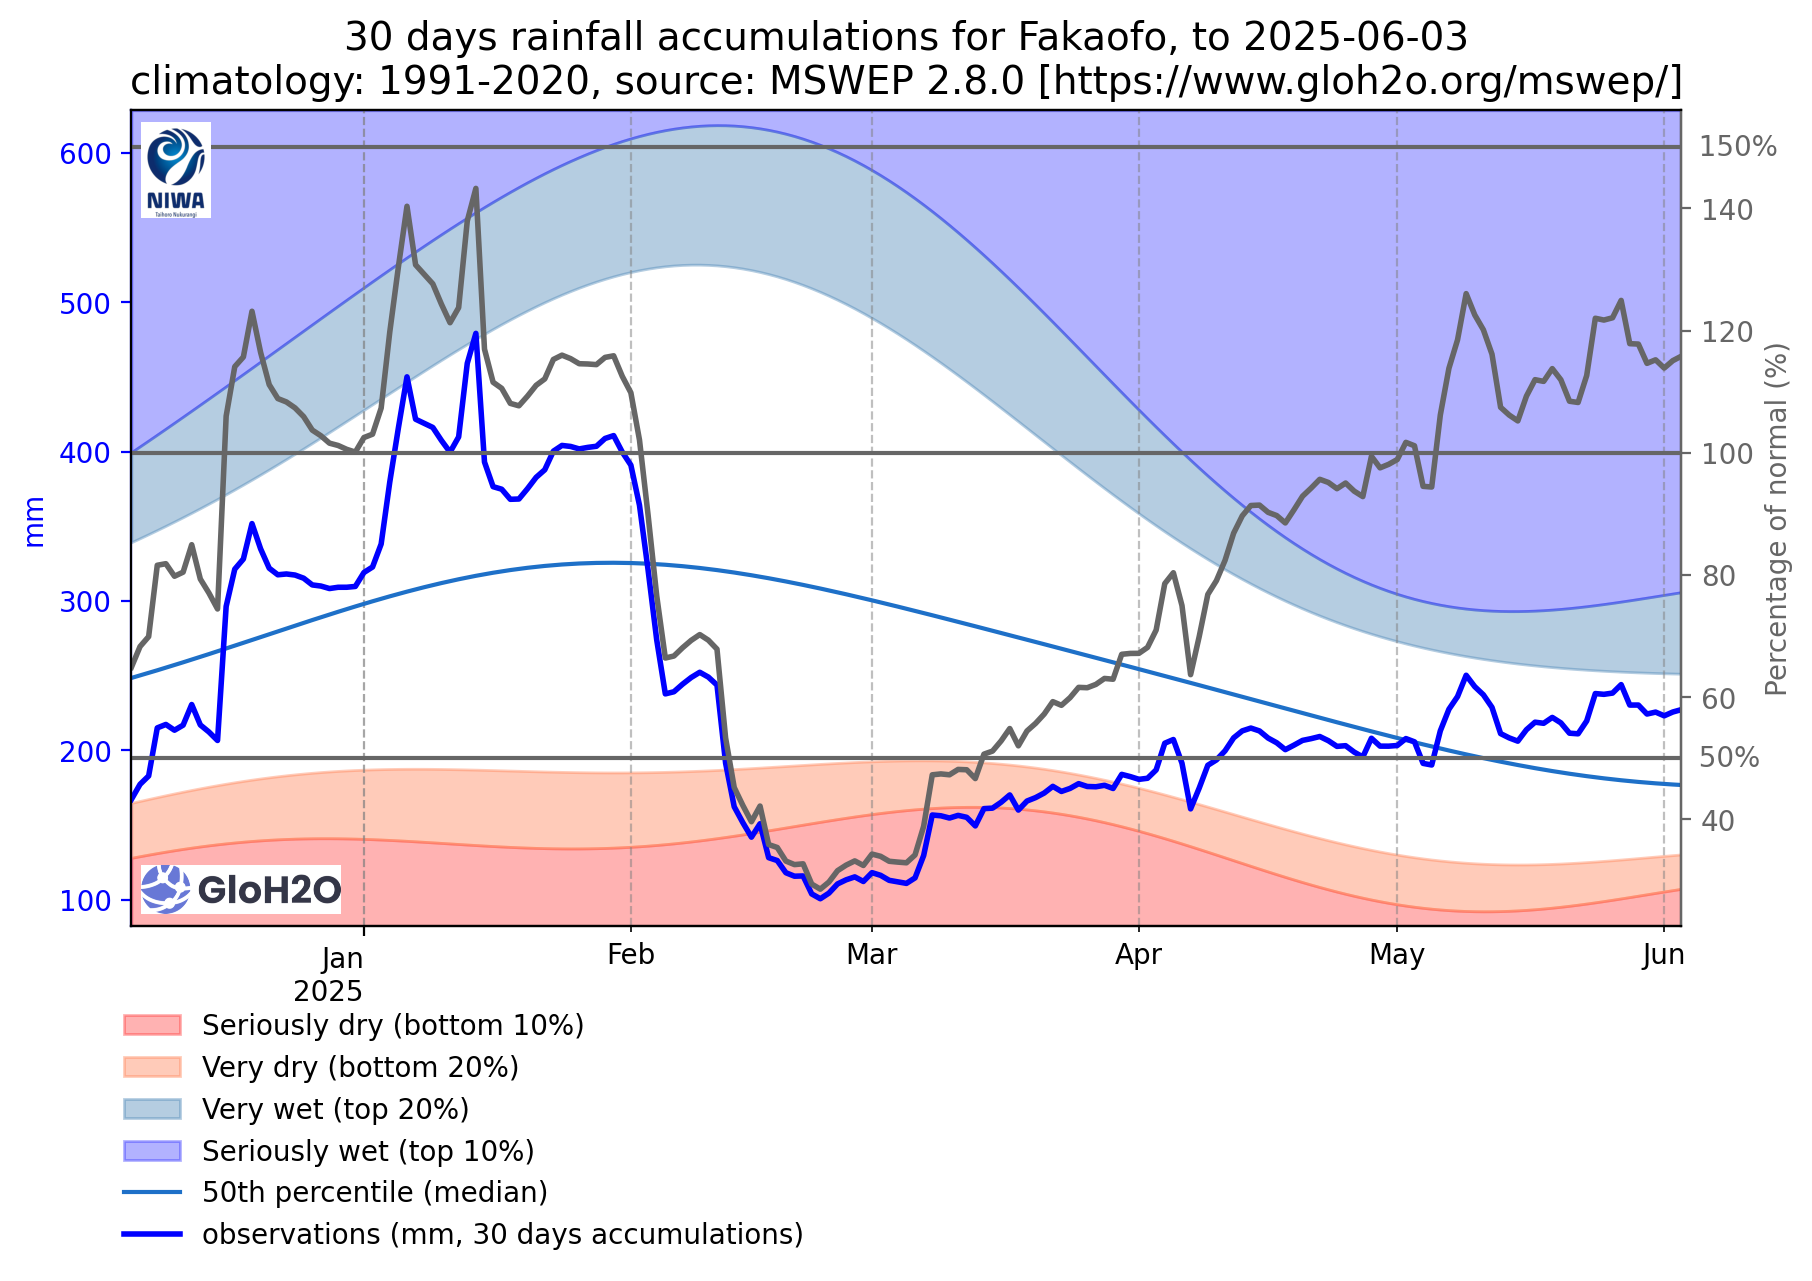 30 days rainfall accumulations for Fakaofo, to 2025-06-03
climatology: 1991-2020, source: MSWEP 2.8.0 [https://www.gloh2o.org/mswep/]
NIWA
Taihoro Nukurangi
600
500
400
300
200
100
mm
150%
140
120
100
80
60
50%
40
Percentage of normal (%)
GloH2O
Jan
2025
Feb
Mar
Apr
May
Jun
Seriously dry (bottom 10%)
Very dry (bottom 20%)
Very wet (top 20%)
Seriously wet (top 10%)
50th percentile (median)
observations (mm, 30 days accumulations)